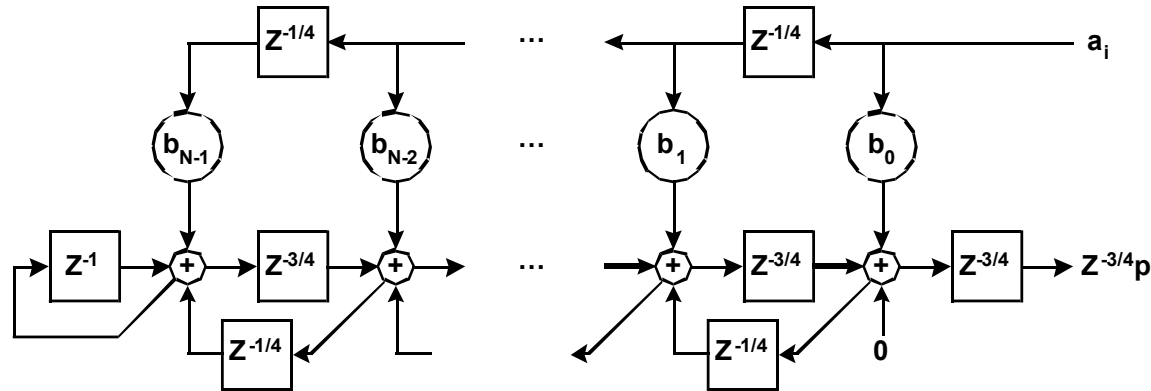 Z-1/4 ... Z-1/4 ai
bN-1 bN-2 ... b1 b0
Z-1 + Z-3/4 + ... + Z-3/4 + Z-3/4 Z-3/4p
Z-1/4 Z-1/4 0